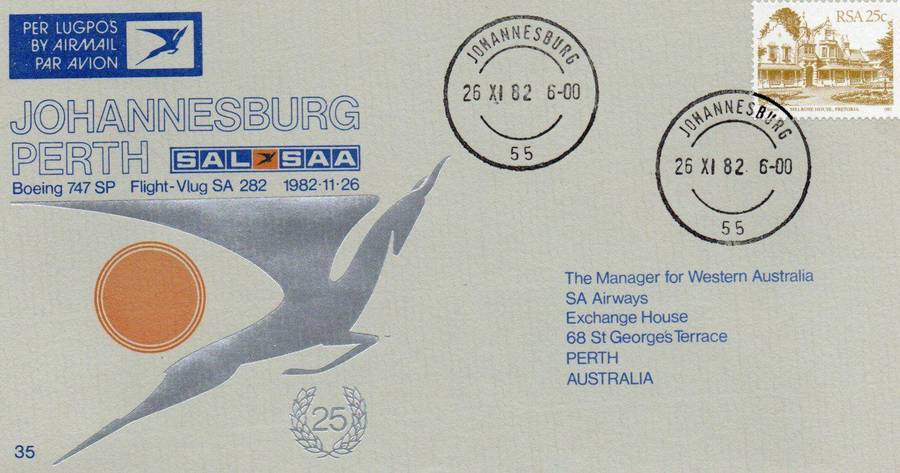 PER LUGPOS
BY AIRMAIL
PAR AVION
JOHANNESBURG
PERTH SAL SAA
Boeing 747 SP Flight-Vlug SA 282 1982·11·26
JOHANNESBURG
26 XI 82 6-00
55
RSA 25c
MELROSE HOUSE, PRETORIA
1982
JOHANNESBURG
26 XI 82 6-00
55
The Manager for Western Australia
SA Airways
Exchange House
68 St George's Terrace
PERTH
AUSTRALIA
25
35